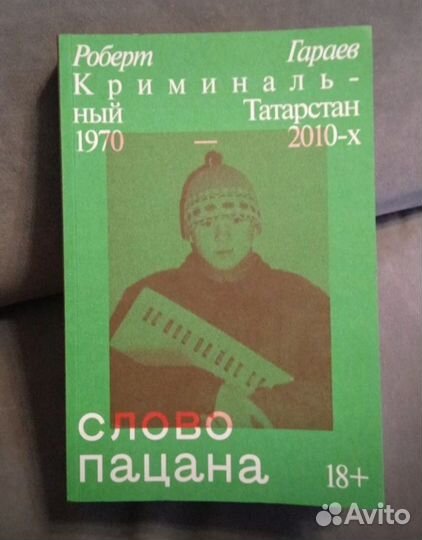 Роберт Гараев
Криминаль-
ный Татарстан
1970 — 2010-х
слово
пацана
18+
Avito